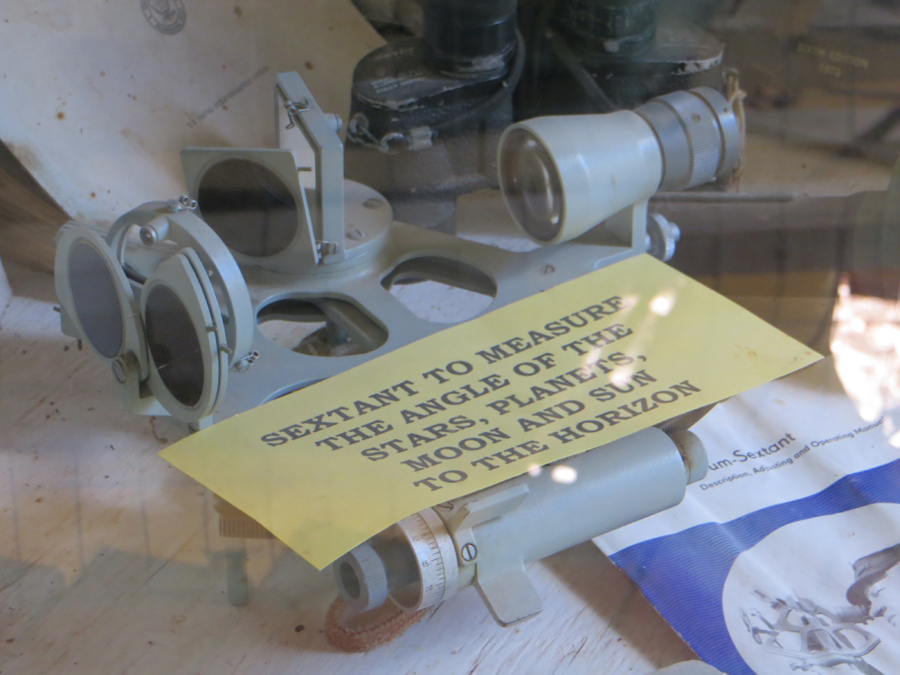 SEXTANT TO MEASURE
THE ANGLE OF THE
STARS, PLANETS,
MOON AND SUN
TO THE HORIZON
um-Sextant
Description, Adjusting and Operating Manual